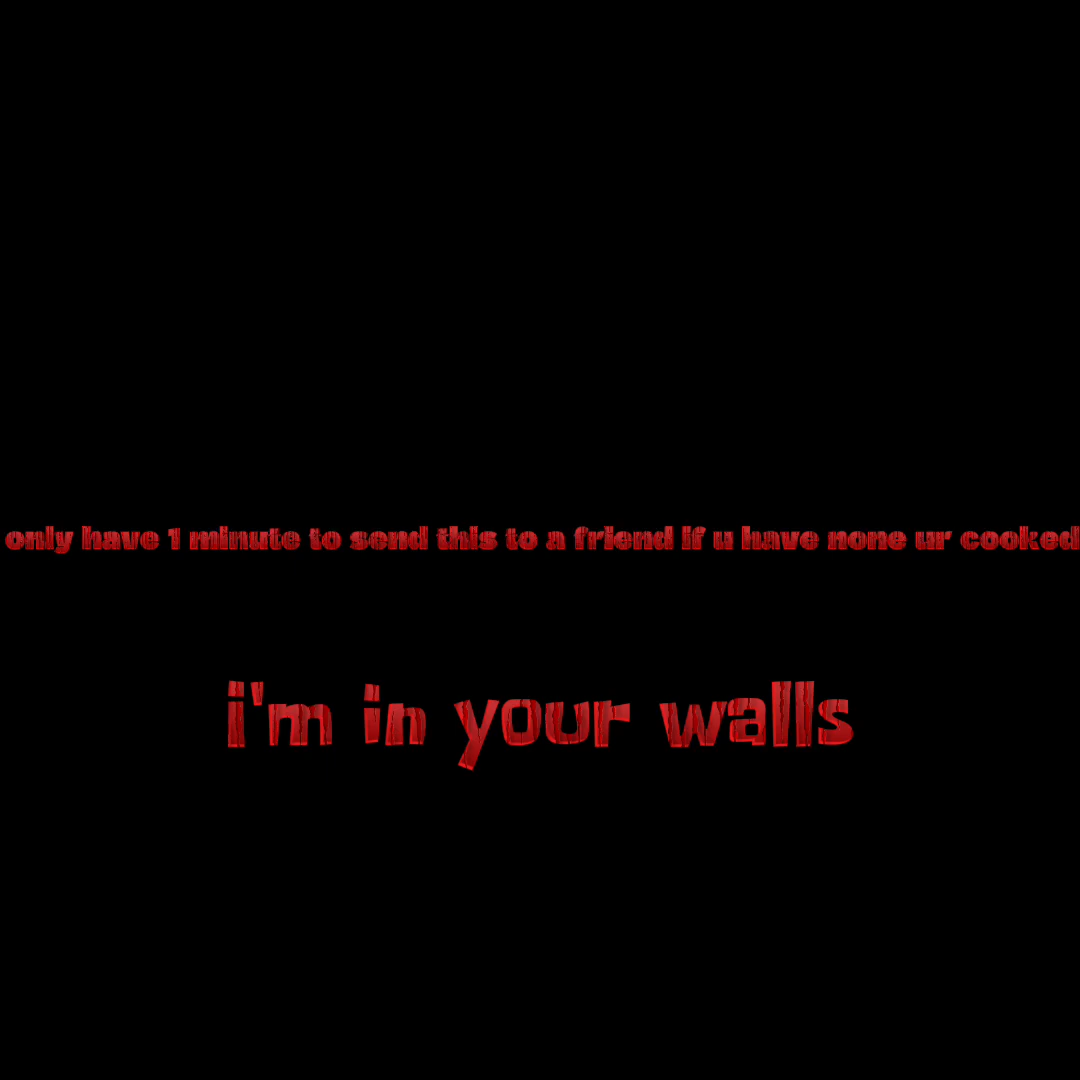 only have 1 minute to send this to a friend if u have none ur cooked
i'm in your walls